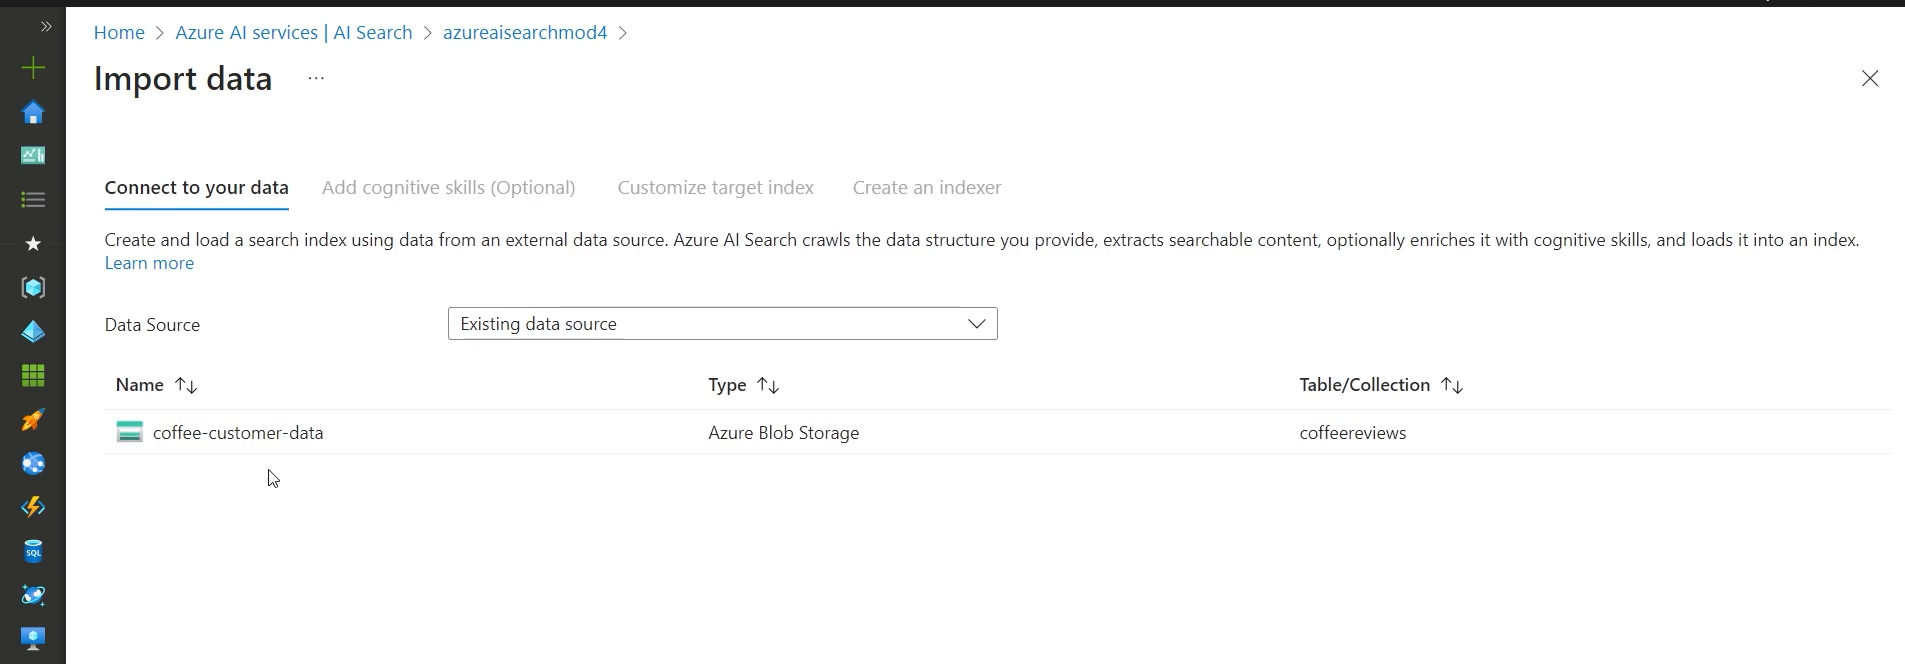 Home > Azure AI services | AI Search > azureaisearchmod4 >
Import data ...
Connect to your data Add cognitive skills (Optional) Customize target index Create an indexer
Create and load a search index using data from an external data source. Azure AI Search crawls the data structure you provide, extracts searchable content, optionally enriches it with cognitive skills, and loads it into an index.
Learn more
Data Source Existing data source
Name Type Table/Collection
coffee-customer-data Azure Blob Storage coffeereviews
SQL